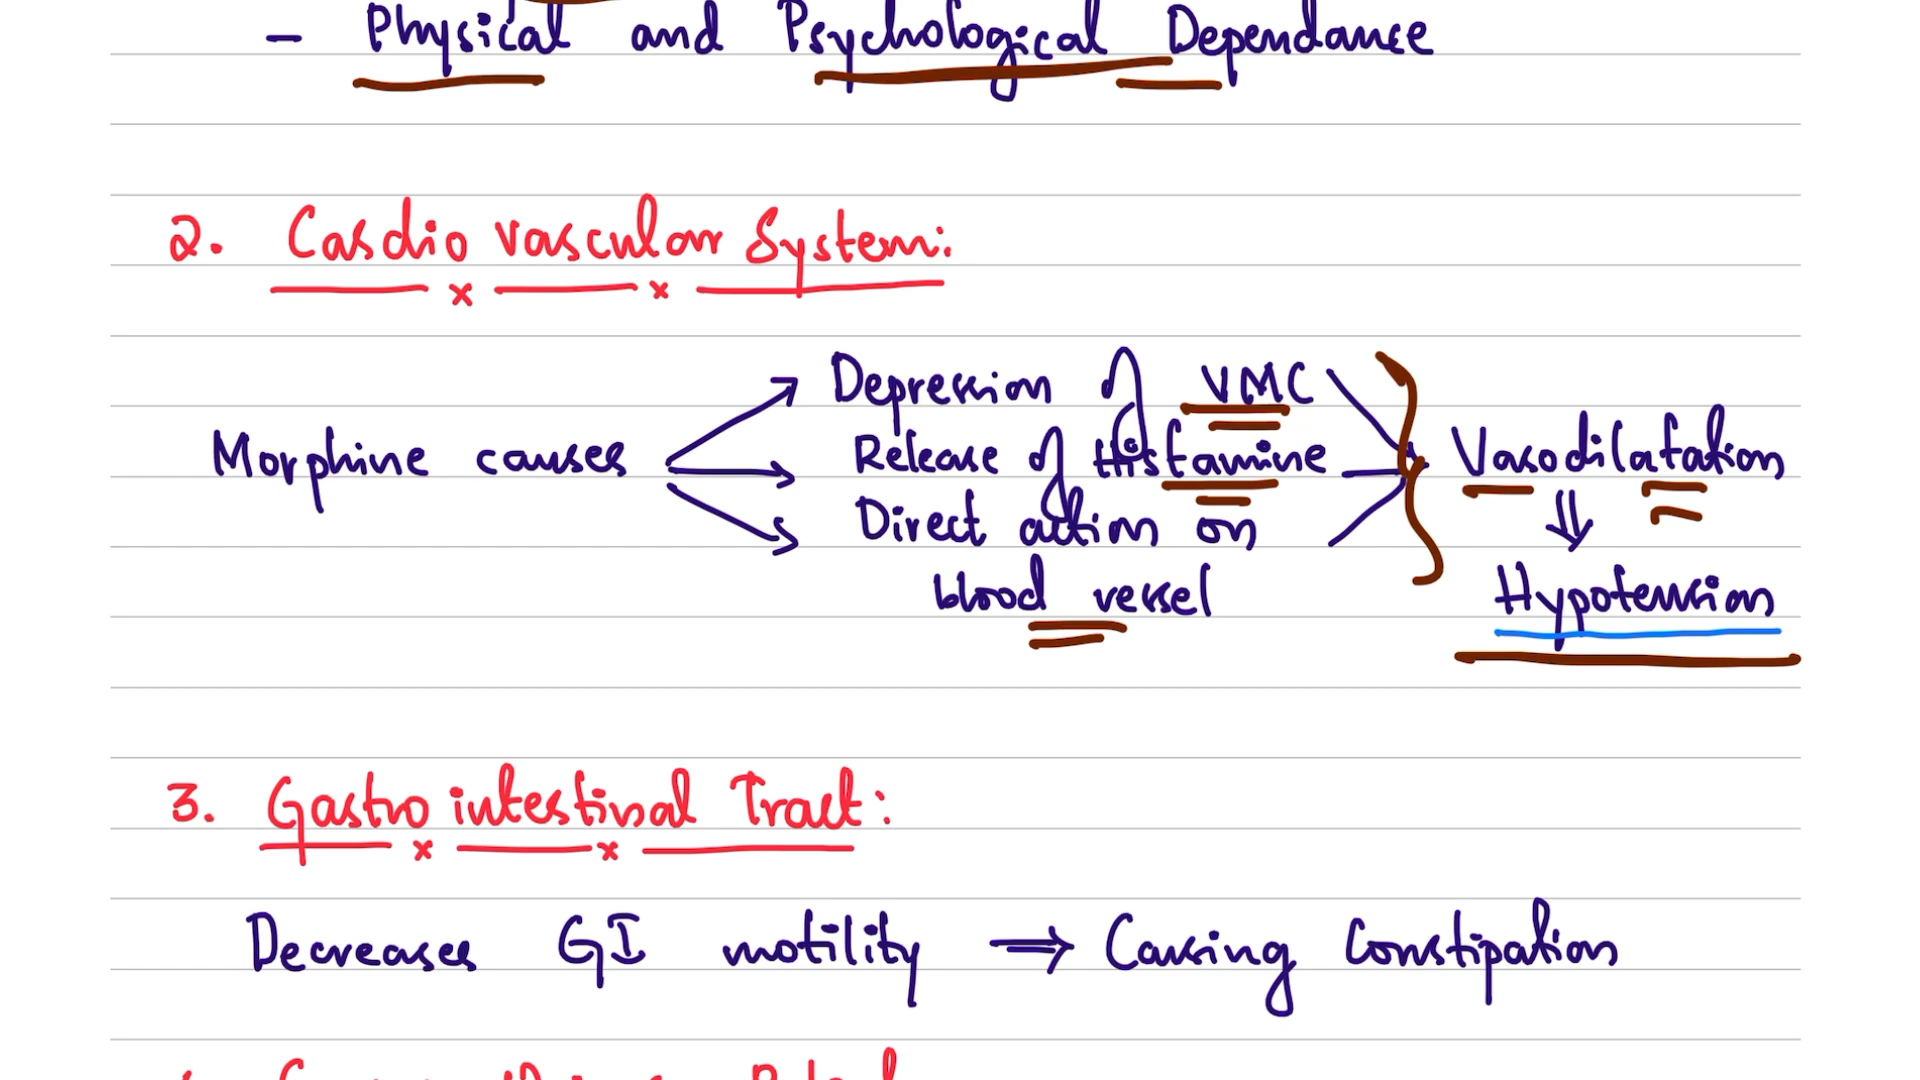 - Physical and Psychological Dependance
2. Cardio vascular System:
Depression of VMC
Morphine causes Release of Histamine Vasodilatation
Direct action on
blood vessel Hypotension
3. Gastro intestinal Tract:
Decreases GI motility ⇒ Causing Constipation